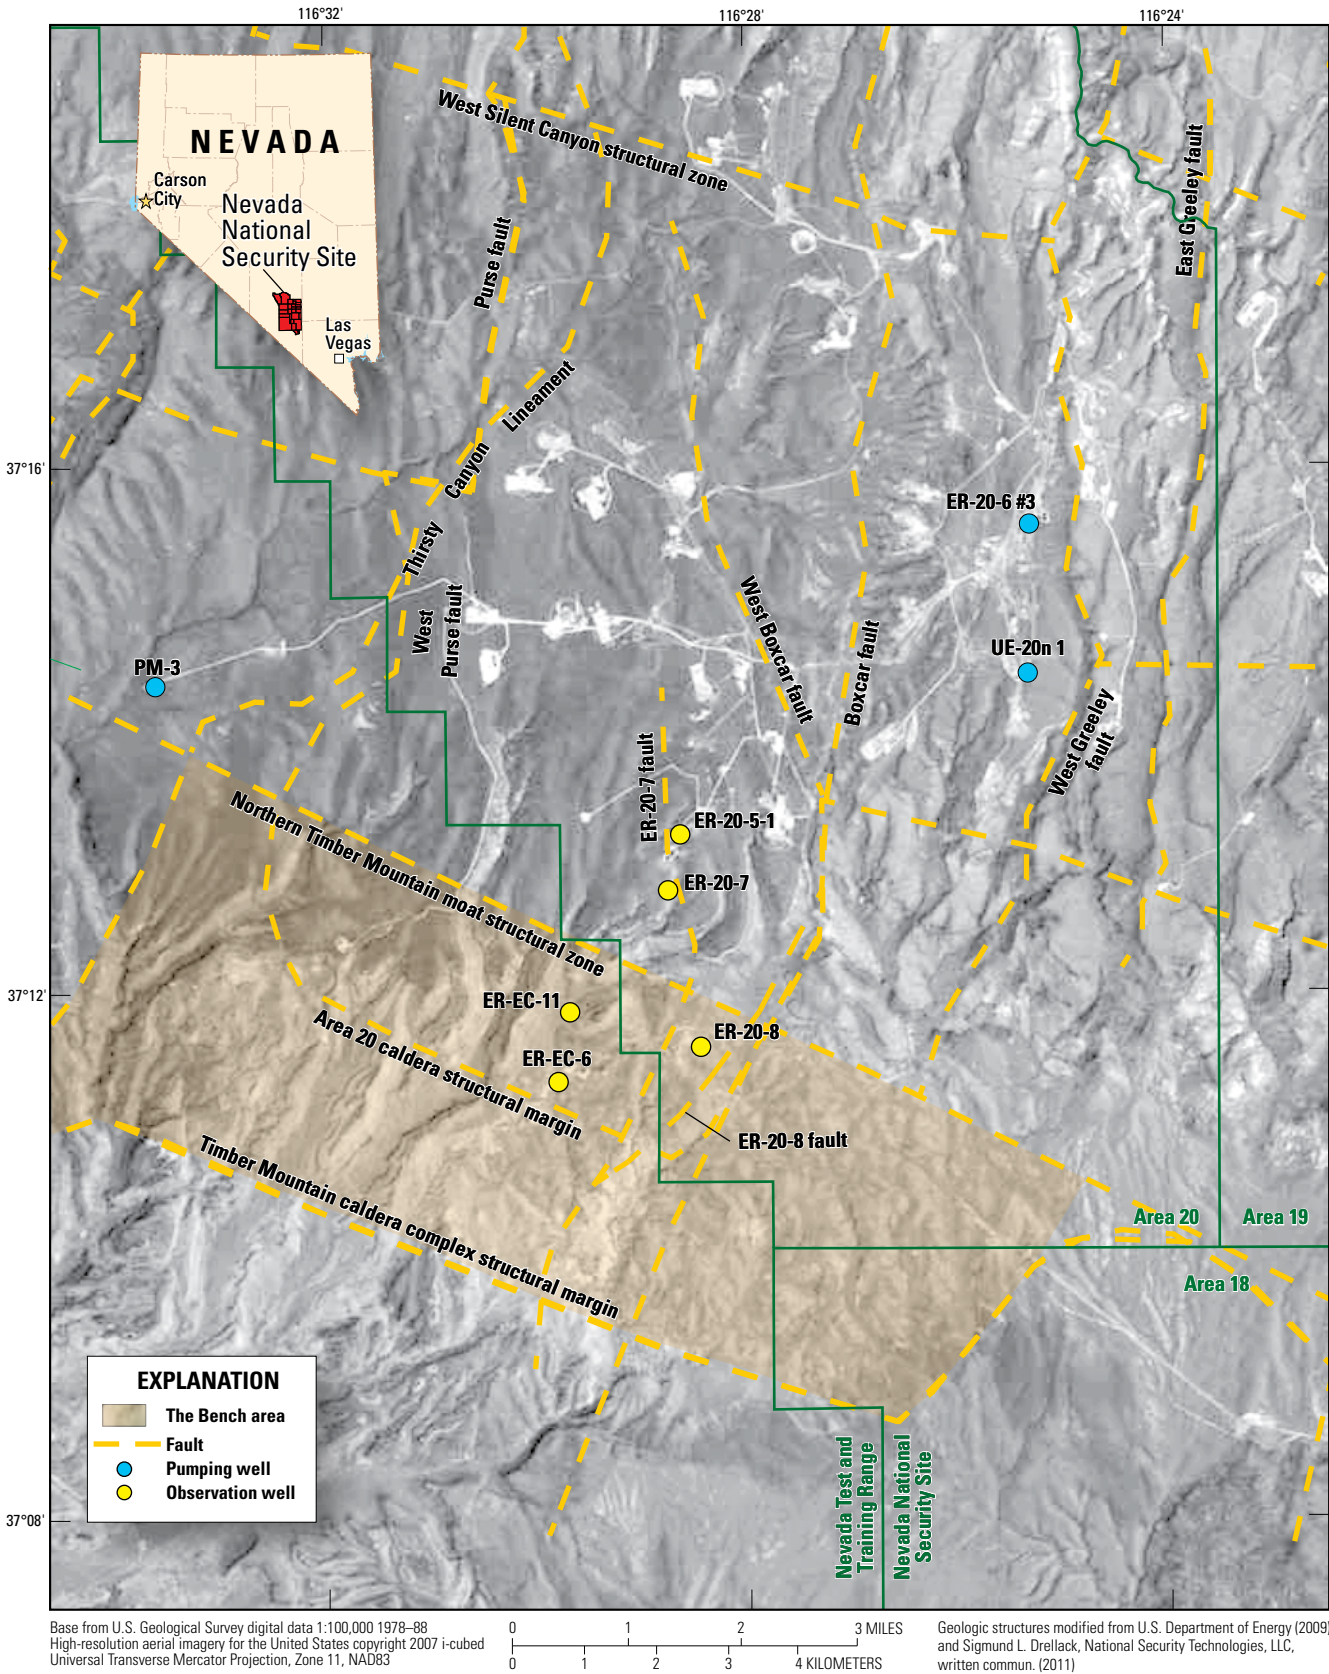 116°32'
116°28'
116°24'
NEVADA
Carson
City
Nevada
National
Security Site
Las
Vegas
West Silent Canyon structural zone
East Greeley fault
Purse fault
Thirsty Canyon Lineament
37°16'
ER-20-6 #3
West
Purse fault
West Boxcar fault
Boxcar fault
UE-20n 1
PM-3
West Greeley
fault
ER-20-7 fault
ER-20-5-1
ER-20-7
Northern Timber Mountain moat structural zone
37°12'
ER-EC-11
ER-20-8
Area 20 caldera structural margin
ER-EC-6
ER-20-8 fault
Timber Mountain caldera complex structural margin
Area 20
Area 19
Area 18
EXPLANATION
The Bench area
Fault
Pumping well
Observation well
Nevada Test and
Training Range
Nevada National
Security Site
37°08'
Base from U.S. Geological Survey digital data 1:100,000 1978–88
High-resolution aerial imagery for the United States copyright 2007 i-cubed
Universal Transverse Mercator Projection, Zone 11, NAD83
0 1 2 3 MILES
0 1 2 3 4 KILOMETERS
Geologic structures modified from U.S. Department of Energy (2009)
and Sigmund L. Drellack, National Security Technologies, LLC,
written commun. (2011)